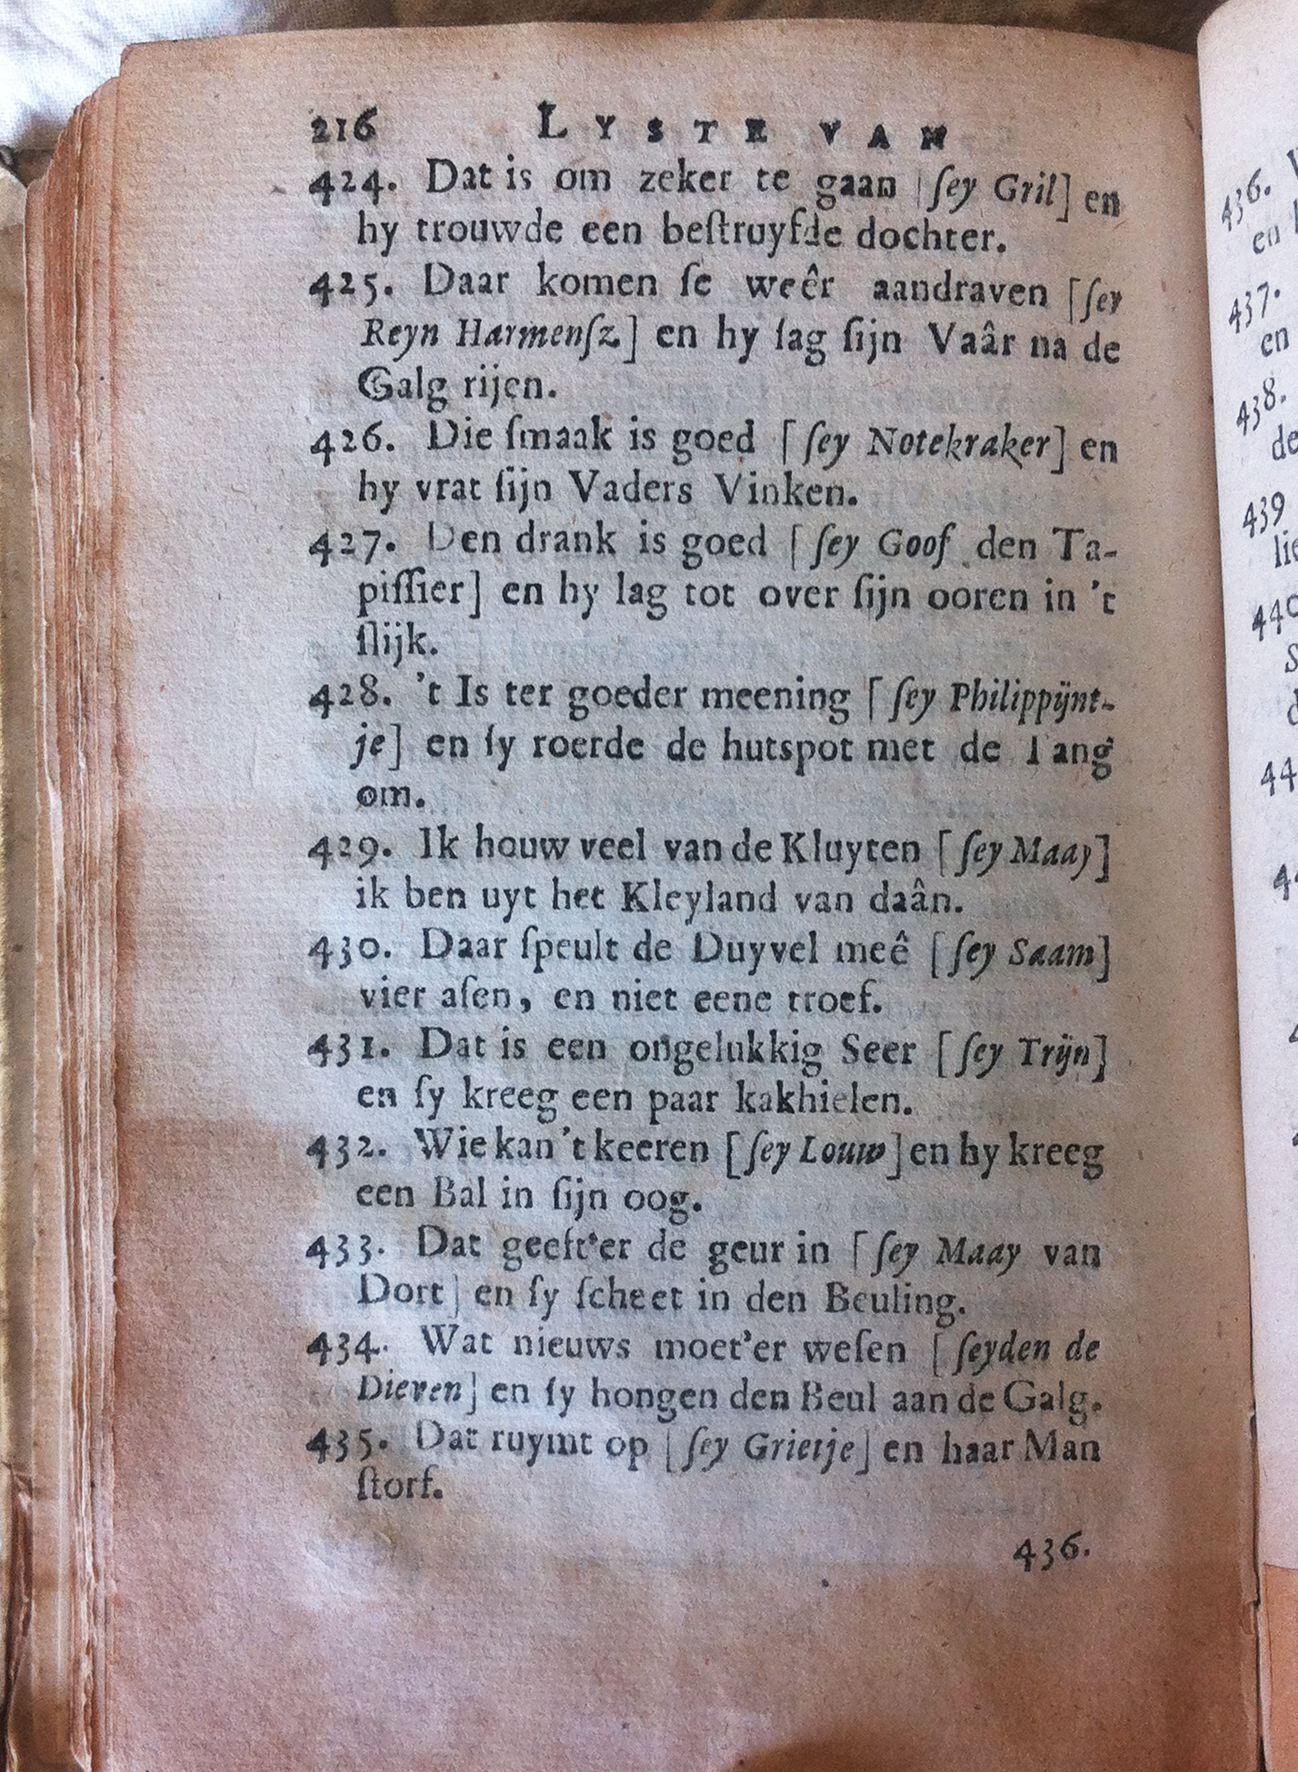 216 LYSTE VAN
424. Dat is om zeker te gaan [ſey Gril] en
hy trouwde een beſtruyfde dochter.
425. Daar komen ſe weêr aandraven [ſey
Reyn Harmenſz.] en hy ſag ſijn Vaâr na de
Galg rijen.
426. Die ſmaak is goed [ſey Notekraker] en
hy vrat ſijn Vaders Vinken.
427. Den drank is goed [ſey Gooſ den Ta-
piſſier] en hy lag tot over ſijn ooren in 't
ſlijk.
428. 't Is ter goeder meening [ſey Philippijnt-
je] en ſy roerde de hutspot met de Tang
om.
429. Ik houw veel van de Kluyten [ſey Maay]
ik ben uyt het Kleyland van daân.
430. Daar ſpeult de Duyvel meê [ſey Saam]
vier aſen, en niet eene troef.
431. Dat is een ongelukkig Seer [ſey Trijn]
en ſy kreeg een paar kakhielen.
432. Wie kan 't keeren [ſey Louw] en hy kreeg
een Bal in ſijn oog.
433. Dat geeft'er de geur in [ſey Maay van
Dort] en ſy ſcheet in den Beuling.
434. Wat nieuws moet'er weſen [ſeyden de
Dieven] en ſy hongen den Beul aan de Galg.
435. Dat ruymt op [ſey Grietje] en haar Man
ſtorf.
436.
436.
en
437.
en
438.
de
439